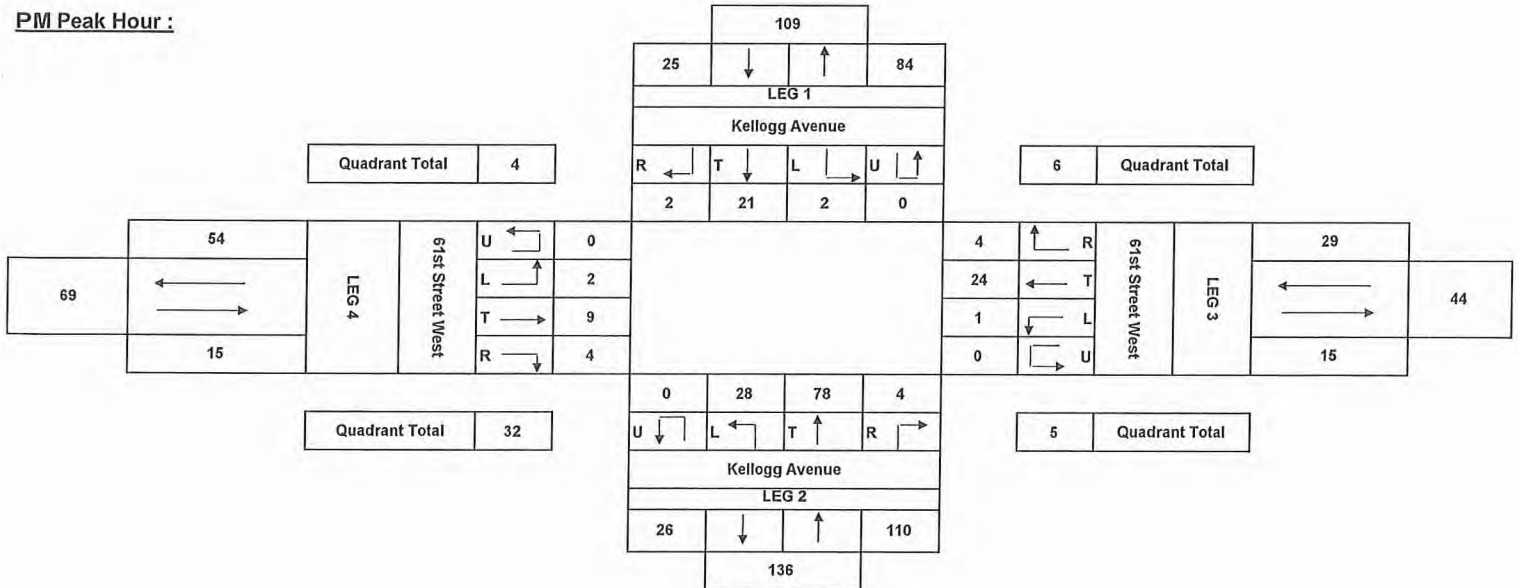 PM Peak Hour :
109
25 84
LEG 1
Kellogg Avenue
Quadrant Total 4
R T L U
6 Quadrant Total
2 21 2 0
54
U 0
4 R
29
69
LEG 4
61st Street West
L 2
24 T
61st Street West
LEG 3
44
T 9
1 L
15
R 4
0 U
15
0 28 78 4
Quadrant Total 32
U L T R
5 Quadrant Total
Kellogg Avenue
LEG 2
26 110
136